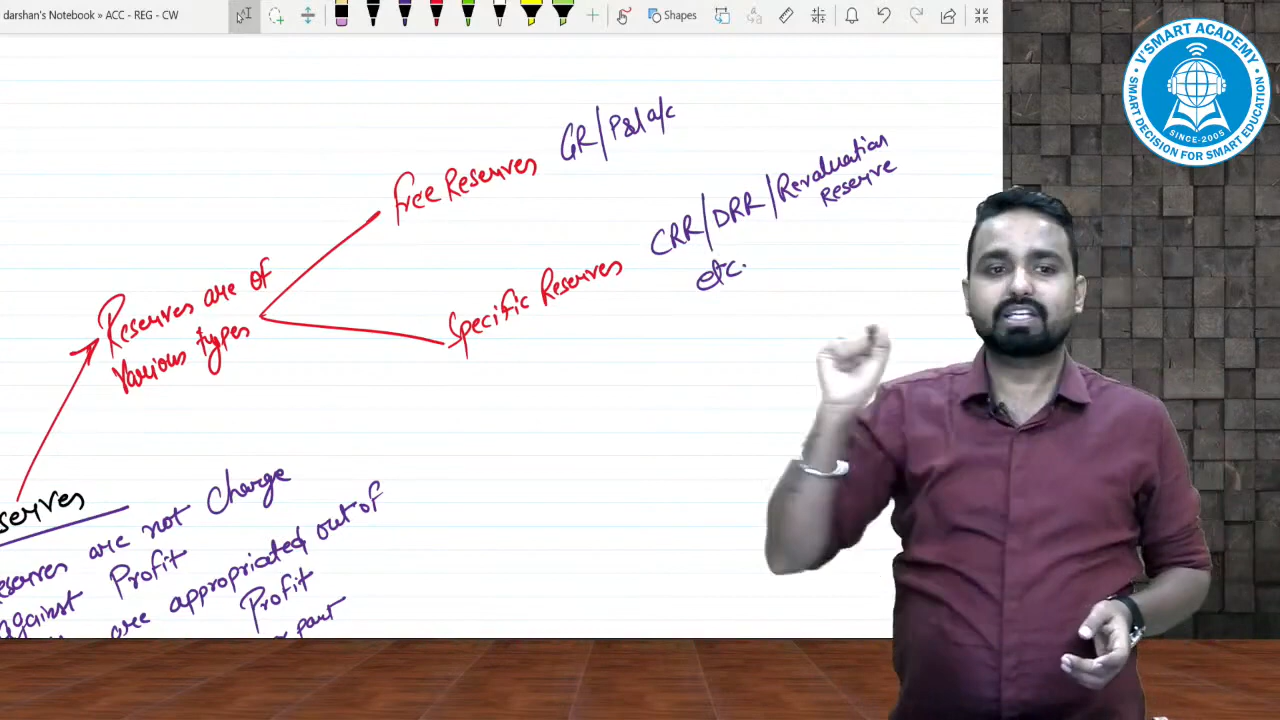 darshan's Notebook » ACC - REG - CW
Shapes
V'SMART ACADEMY
SINCE-2005
SMART DECISION FOR SMART EDUCATION
Free Reserves GR/P&L a/c
Specific Reserves CRR/DRR/Revaluation
Reserve
etc.
Reserves are of
Various types
serves
eserves are not Charge
against Profit
are appropriated out of
Profit
part